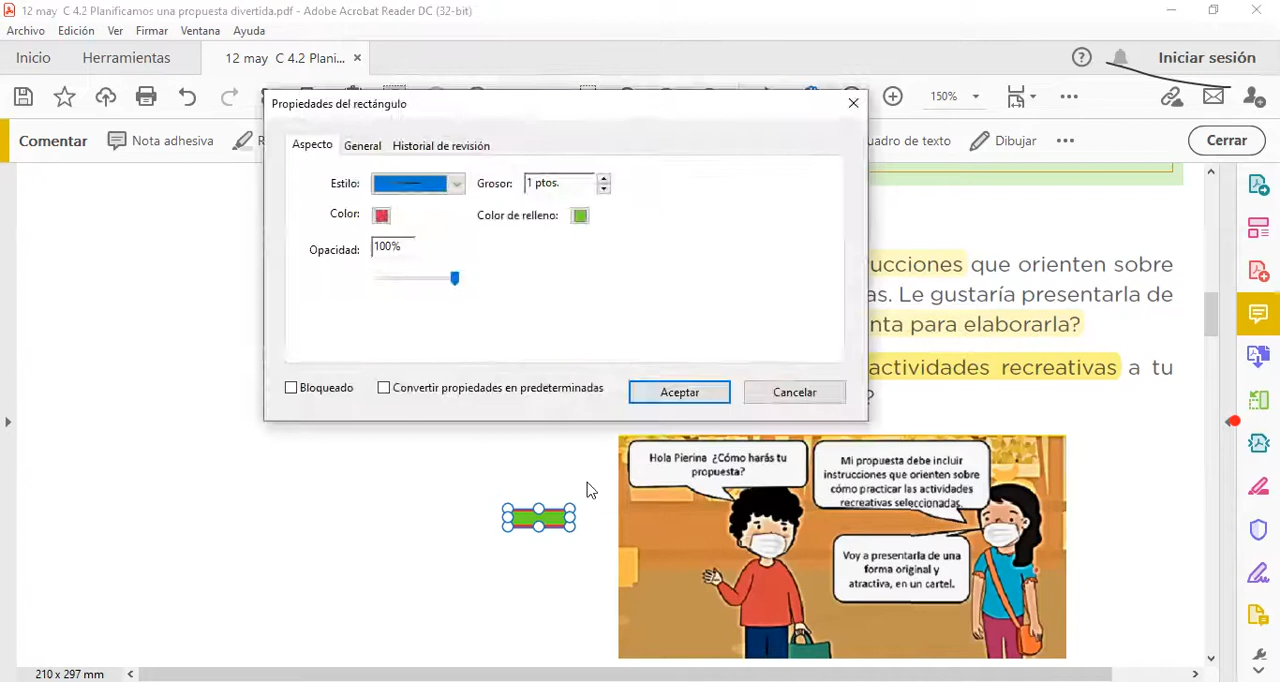 12 may C 4.2 Planificamos una propuesta divertida.pdf - Adobe Acrobat Reader DC (32-bit)
Archivo Edición Ver Firmar Ventana Ayuda
Inicio Herramientas 12 may C 4.2 Plani... × Iniciar sesión
150%
Comentar Nota adhesiva R uadro de texto Dibujar Cerrar
Propiedades del rectángulo
Aspecto General Historial de revisión
Estilo: Grosor: 1 ptos.
Color: Color de relleno:
Opacidad: 100%
Bloqueado Convertir propiedades en predeterminadas Aceptar Cancelar
ucciones que orienten sobre
as. Le gustaría presentarla de
nta para elaborarla?
actividades recreativas a tu
?
Hola Pierina ¿Cómo harás tu
propuesta?
Mi propuesta debe incluir
instrucciones que orienten sobre
cómo practicar las actividades
recreativas seleccionadas.
Voy a presentarla de una
forma original y
atractiva, en un cartel.
210 x 297 mm